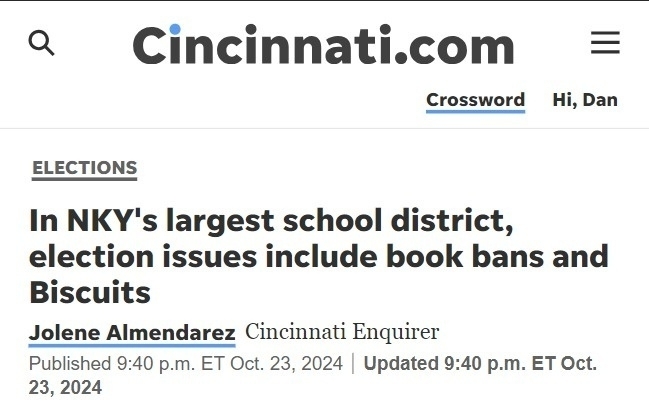 Cincinnati.com
Crossword Hi, Dan
ELECTIONS
In NKY's largest school district,
election issues include book bans and
Biscuits
Jolene Almendarez Cincinnati Enquirer
Published 9:40 p.m. ET Oct. 23, 2024 | Updated 9:40 p.m. ET Oct.
23, 2024